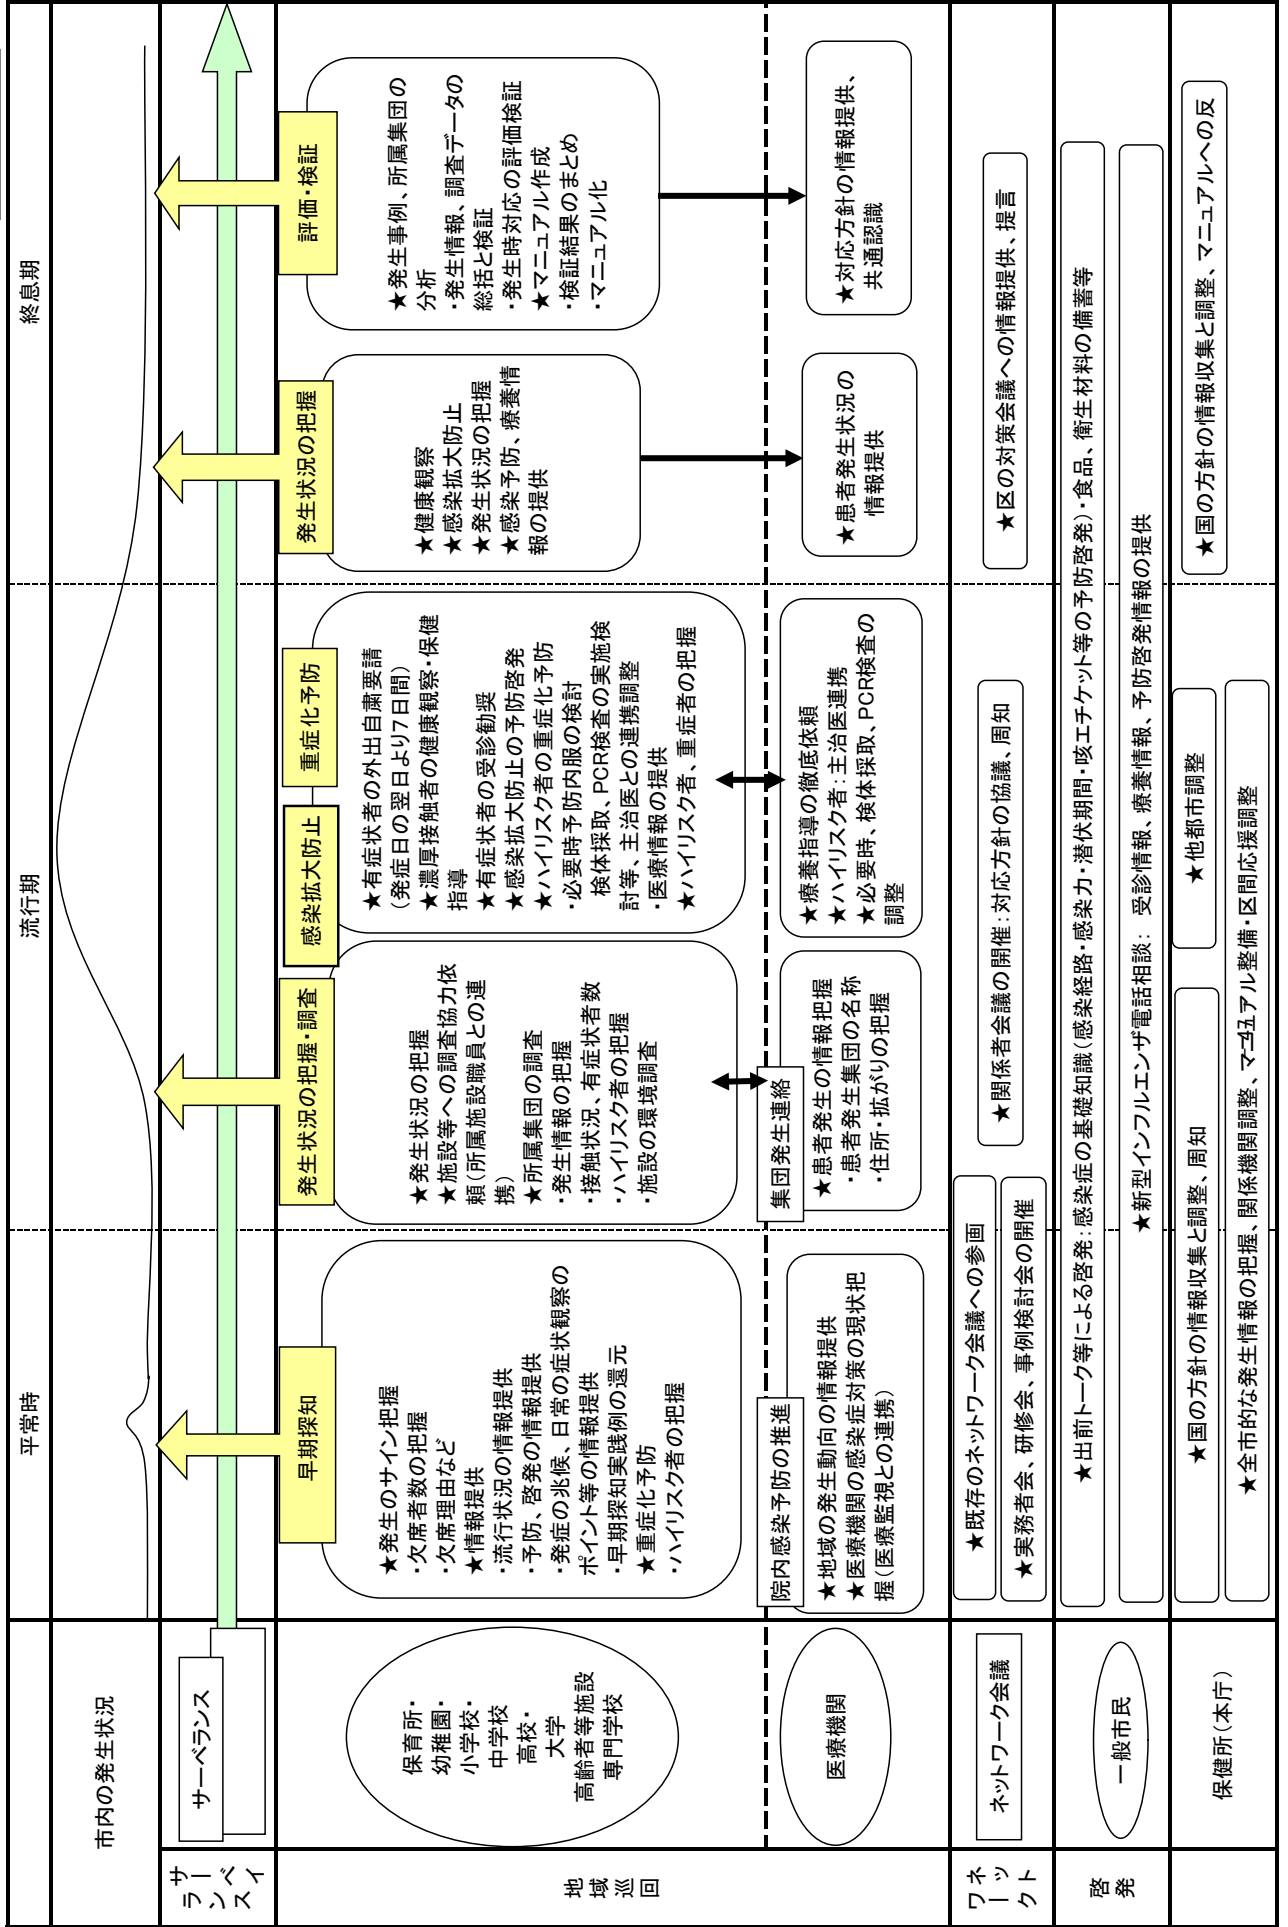 平常時
流行期
終息期
市内の発生状況
サー
ベイ
ランス
サーベランス
早期探知
発生状況の把握・調査
感染拡大防止
重症化予防
発生状況の把握
評価・検証
地域巡回
保育所・
幼稚園・
小学校・
中学校
高校・
大学
高齢者等施設
専門学校
★発生のサイン把握
・欠席者数の把握
・欠席理由など
★情報提供
・流行状況の情報提供
・予防、啓発の情報提供
・発症の兆候、日常の症状観察の
ポイント等の情報提供
・早期探知実践例の還元
★重症化予防
・ハイリスク者の把握
★発生状況の把握
★施設等への調査協力依
頼(所属施設職員との連
携)
★所属集団の調査
・発生情報の把握
・接触状況、有症状者数
・ハイリスク者の把握
・施設の環境調査
★有症状者の外出自粛要請
(発症日の翌日より7日間)
★濃厚接触者の健康観察・保健
指導
★有症状者の受診勧奨
★感染拡大防止の予防啓発
★ハイリスク者の重症化予防
・必要時予防内服の検討
検体採取、PCR検査の実施検
討等、主治医との連携調整
・医療情報の提供
★ハイリスク者、重症者の把握
★健康観察
★感染拡大防止
★発生状況の把握
★感染予防、療養情
報の提供
★発生事例、所属集団の
分析
・発生情報、調査データの
総括と検証
・発生時対応の評価検証
★マニュアル作成
・検証結果のまとめ
・マニュアル化
医療機関
院内感染予防の推進
★地域の発生動向の情報提供
★医療機関の感染症対策の現状把
握(医療監視との連携)
集団発生連絡
★患者発生の情報把握
・患者発生集団の名称
・住所・拡がりの把握
★療養指導の徹底依頼
★ハイリスク者:主治医連携
★必要時、検体採取、PCR検査の
調整
★患者発生状況の
情報提供
★対応方針の情報提供、
共通認識
ネッ
トワ
ーク
ネットワーク会議
★既存のネットワーク会議への参画
★実務者会、研修会、事例検討会の開催
★関係者会議の開催:対応方針の協議、周知
★区の対策会議への情報提供、提言
啓発
一般市民
★出前トーク等による啓発:感染症の基礎知識(感染経路・感染力・潜伏期間・咳エチケット等の予防啓発)・食品、衛生材料の備蓄等
★新型インフルエンザ電話相談: 受診情報、療養情報、予防啓発情報の提供
保健所(本庁)
★国の方針の情報収集と調整、周知
★他都市調整
★国の方針の情報収集と調整、マニュアルへの反
★全市的な発生情報の把握、関係機関調整、マニュアル整備・区間応援調整